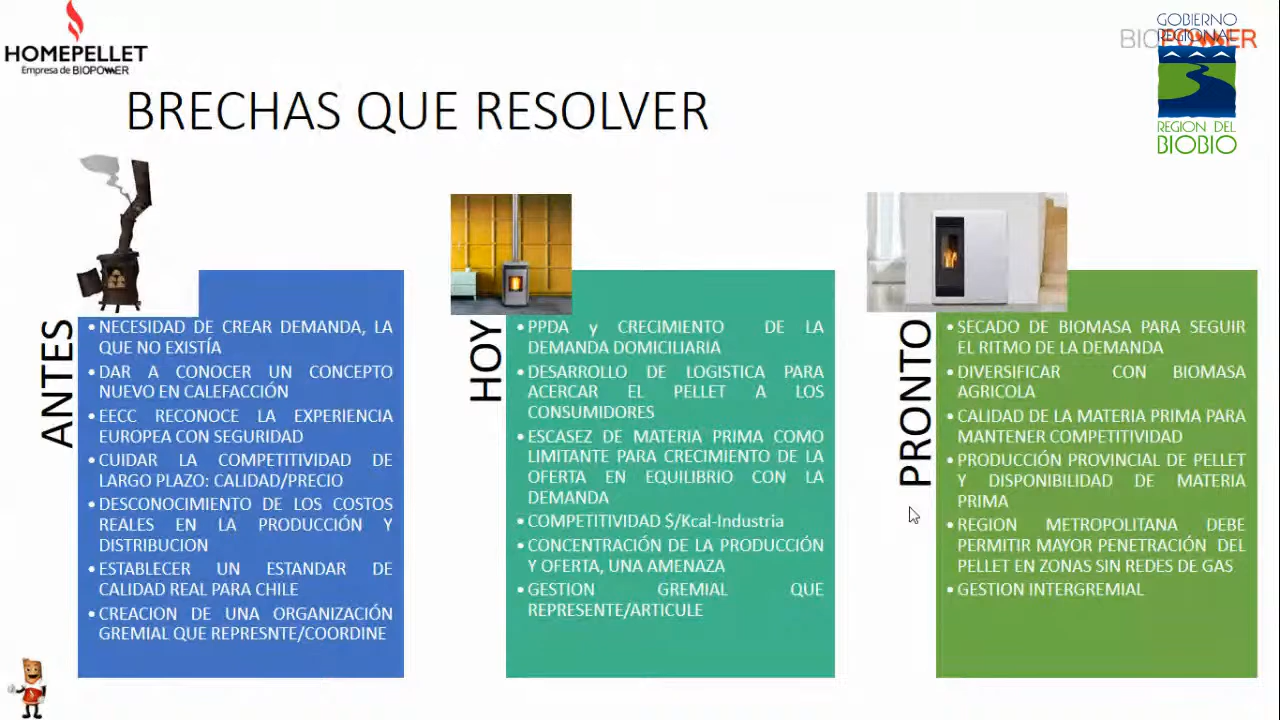 HOMEPELLET
Empresa de BIOPOWER
GOBIERNO
REGIONAL
BIOPOWER
REGION DEL
BIOBIO
BRECHAS QUE RESOLVER
ANTES
• NECESIDAD DE CREAR DEMANDA, LA
QUE NO EXISTÍA
• DAR A CONOCER UN CONCEPTO
NUEVO EN CALEFACCIÓN
• EECC RECONOCE LA EXPERIENCIA
EUROPEA CON SEGURIDAD
• CUIDAR LA COMPETITIVIDAD DE
LARGO PLAZO: CALIDAD/PRECIO
• DESCONOCIMIENTO DE LOS COSTOS
REALES EN LA PRODUCCIÓN Y
DISTRIBUCION
• ESTABLECER UN ESTANDAR DE
CALIDAD REAL PARA CHILE
• CREACION DE UNA ORGANIZACIÓN
GREMIAL QUE REPRESNTE/COORDINE
HOY
• PPDA y CRECIMIENTO DE LA
DEMANDA DOMICILIARIA
• DESARROLLO DE LOGISTICA PARA
ACERCAR EL PELLET A LOS
CONSUMIDORES
• ESCASEZ DE MATERIA PRIMA COMO
LIMITANTE PARA CRECIMIENTO DE LA
OFERTA EN EQUILIBRIO CON LA
DEMANDA
• COMPETITIVIDAD $/Kcal-Industria
• CONCENTRACIÓN DE LA PRODUCCIÓN
Y OFERTA, UNA AMENAZA
• GESTION GREMIAL QUE
REPRESENTE/ARTICULE
PRONTO
• SECADO DE BIOMASA PARA SEGUIR
EL RITMO DE LA DEMANDA
• DIVERSIFICAR CON BIOMASA
AGRICOLA
• CALIDAD DE LA MATERIA PRIMA PARA
MANTENER COMPETITIVIDAD
• PRODUCCIÓN PROVINCIAL DE PELLET
Y DISPONIBILIDAD DE MATERIA
PRIMA
• REGION METROPOLITANA DEBE
PERMITIR MAYOR PENETRACIÓN DEL
PELLET EN ZONAS SIN REDES DE GAS
• GESTION INTERGREMIAL